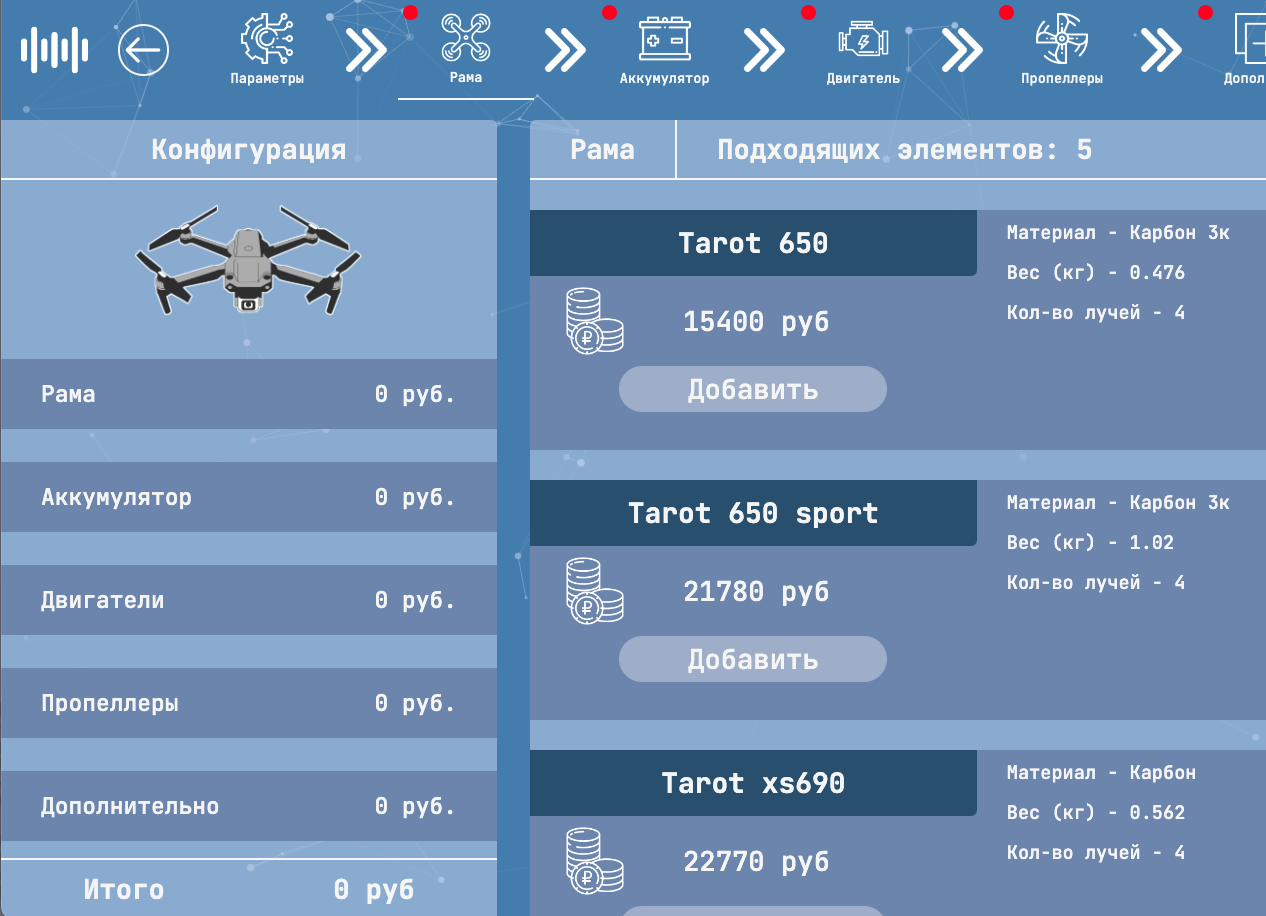 Параметры
Рама
Аккумулятор
Двигатель
Пропеллеры
Допол
Конфигурация
Рама 0 руб.
Аккумулятор 0 руб.
Двигатели 0 руб.
Пропеллеры 0 руб.
Дополнительно 0 руб.
Итого 0 руб
Рама Подходящих элементов: 5
Tarot 650
15400 руб
Добавить
Материал - Карбон 3к
Вес (кг) - 0.476
Кол-во лучей - 4
Tarot 650 sport
21780 руб
Добавить
Материал - Карбон 3к
Вес (кг) - 1.02
Кол-во лучей - 4
Tarot xs690
22770 руб
Материал - Карбон
Вес (кг) - 0.562
Кол-во лучей - 4